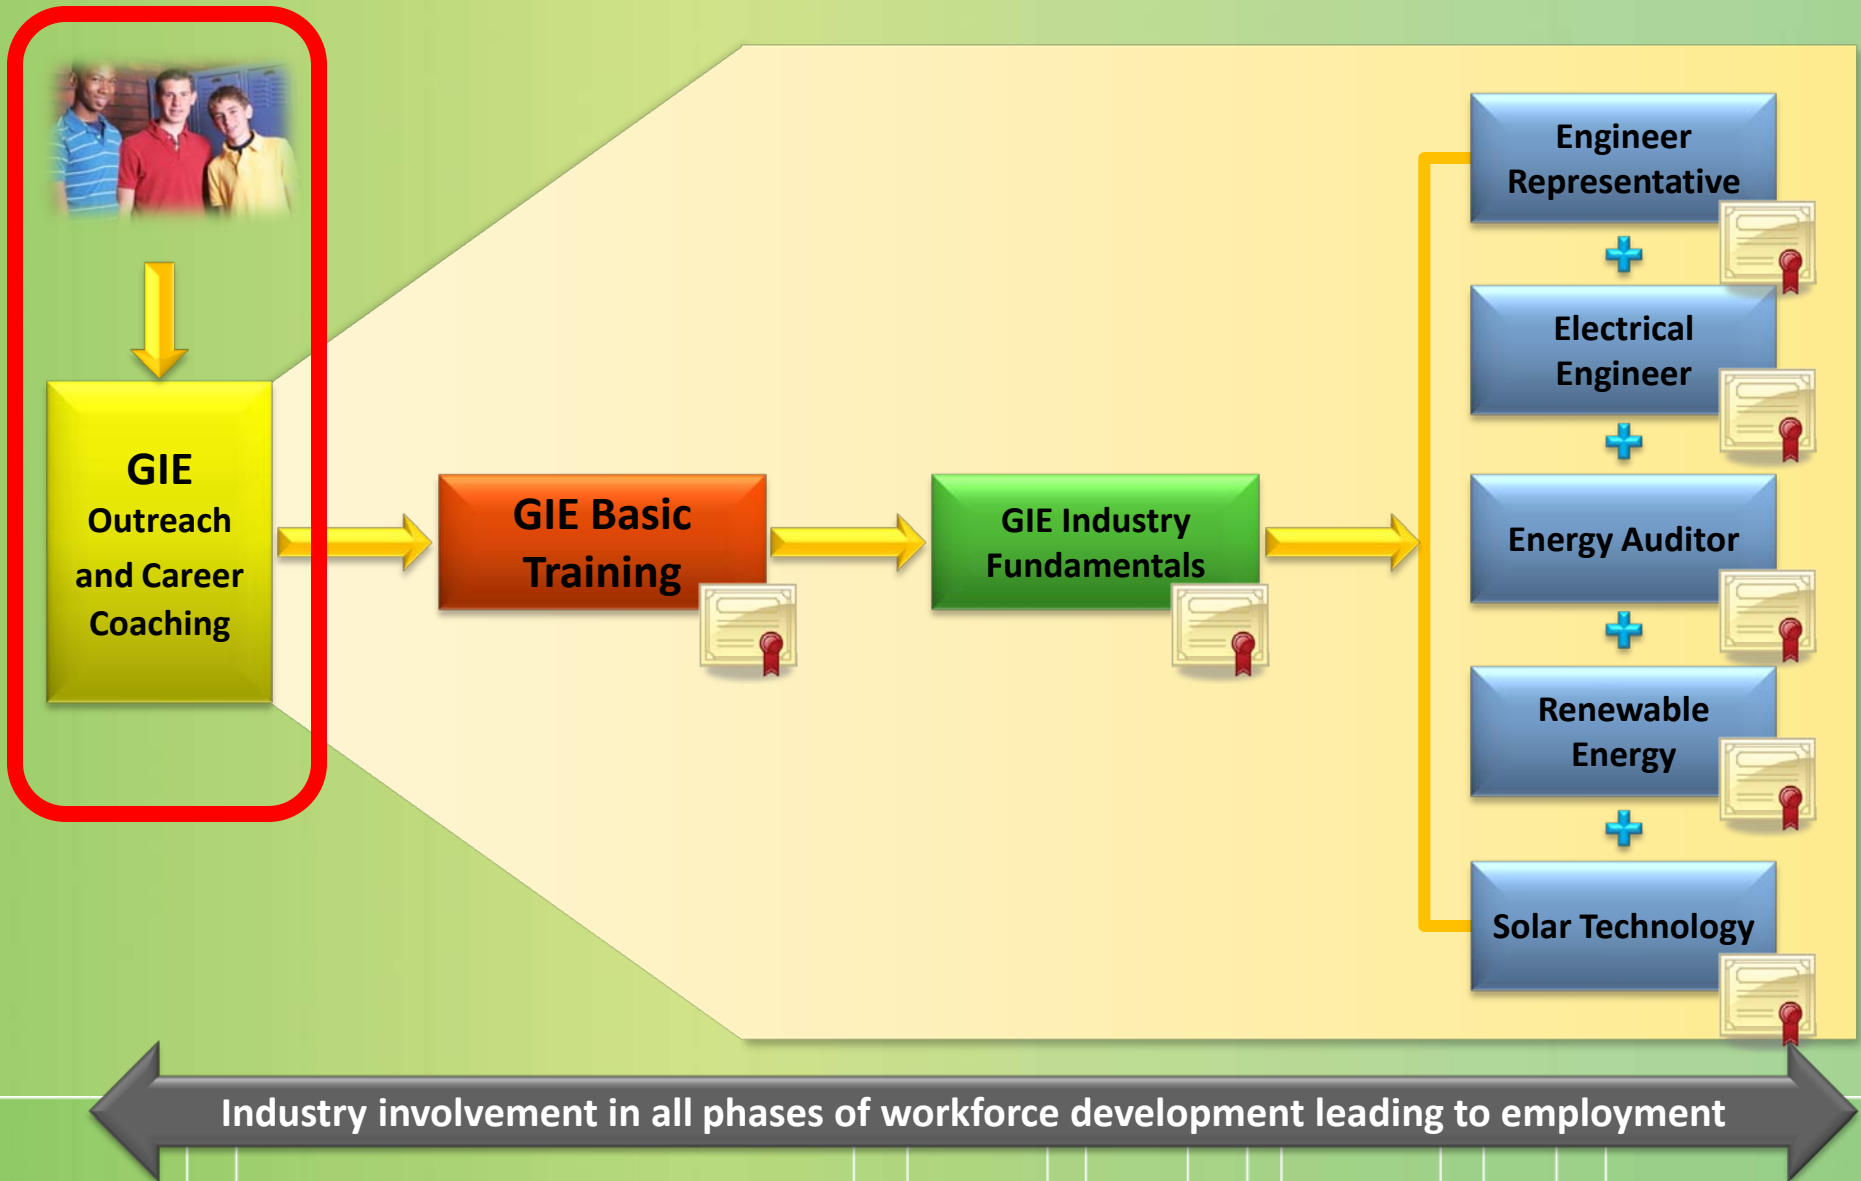 GIE
Outreach
and Career
Coaching
GIE Basic
Training
GIE Industry
Fundamentals
Engineer
Representative
Electrical
Engineer
Energy Auditor
Renewable
Energy
Solar Technology
Industry involvement in all phases of workforce development leading to employment